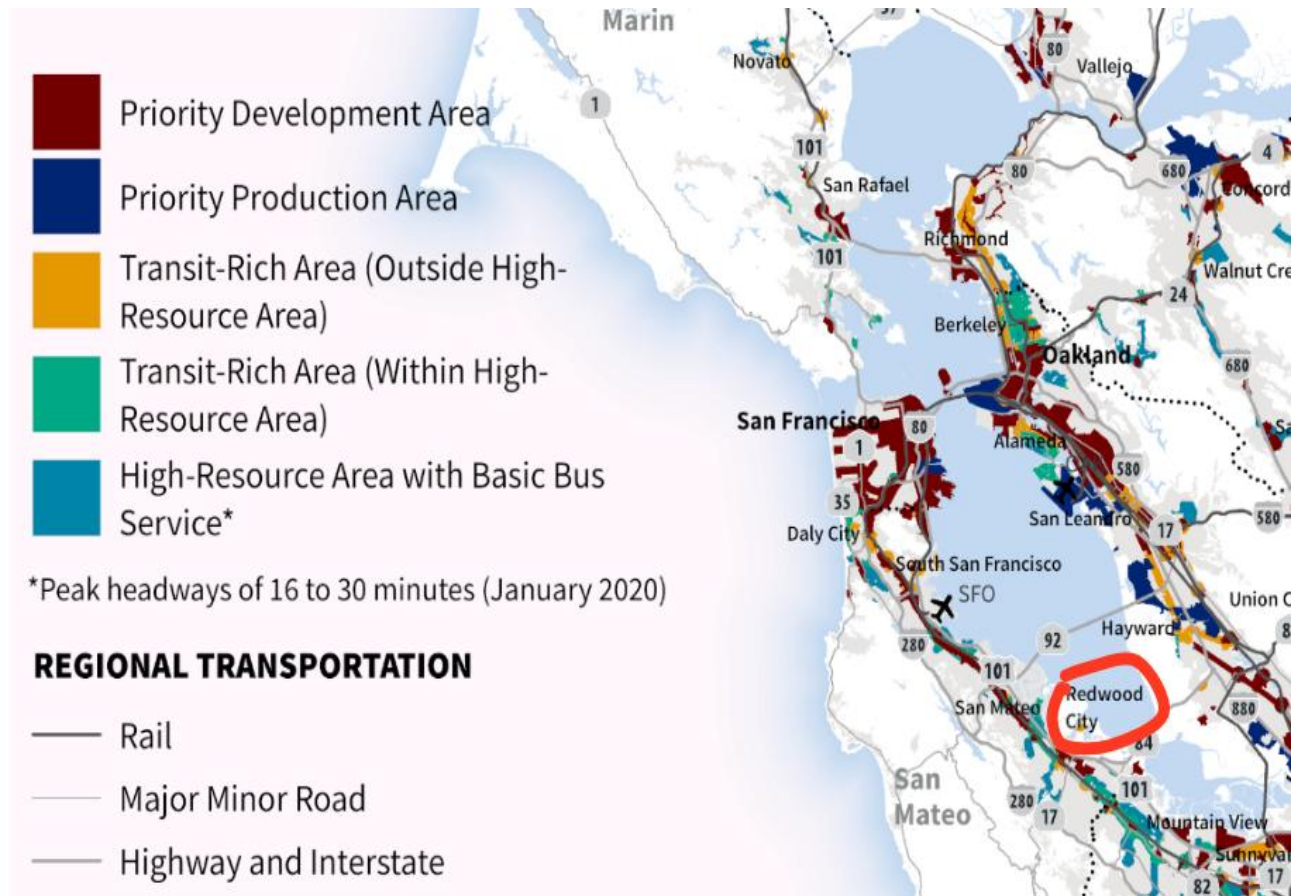 Priority Development Area
Priority Production Area
Transit-Rich Area (Outside High-
Resource Area)
Transit-Rich Area (Within High-
Resource Area)
High-Resource Area with Basic Bus
Service*
*Peak headways of 16 to 30 minutes (January 2020)
REGIONAL TRANSPORTATION
Rail
Major Minor Road
Highway and Interstate
Marin
Novato
80
Vallejo
1
101
4
San Rafael
80
680
Concord
Richmond
101
Walnut Cre
24
Berkeley
Oakland
680
San Francisco
80
1
Alameda
580
35
San Leandro
580
Daly City
17
South San Francisco
SFO
Union C
280
92
Hayward
101
Redwood
City
San Mateo
880
84
San
Mateo
280
101
17
Mountain View
Sunnyva
82
17